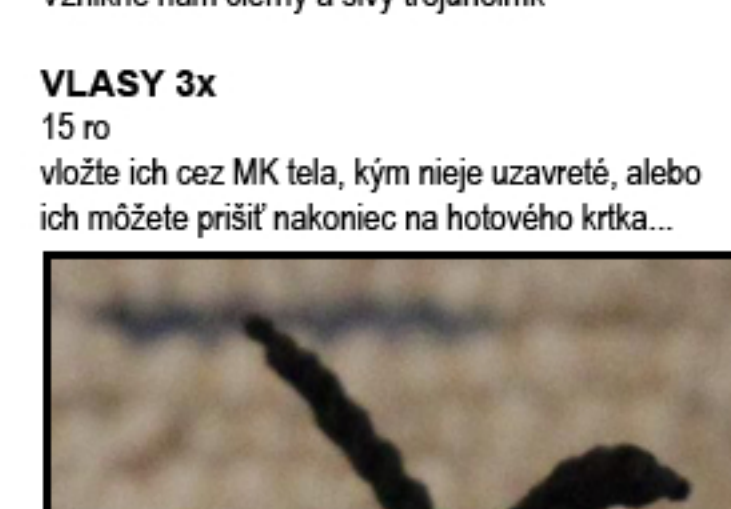 VLASY 3x
15 ro
vložte ich cez MK tela, kým nieje uzavreté, alebo
ich môžete prišiť nakoniec na hotového krtka...